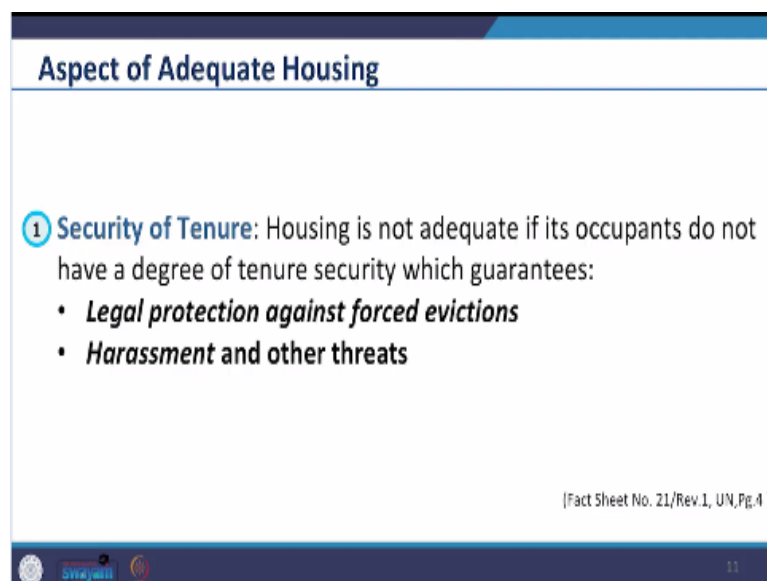 Aspect of Adequate Housing
1 Security of Tenure: Housing is not adequate if its occupants do not
have a degree of tenure security which guarantees:
• Legal protection against forced evictions
• Harassment and other threats
(Fact Sheet No. 21/Rev.1, UN,Pg.4
swayam
11